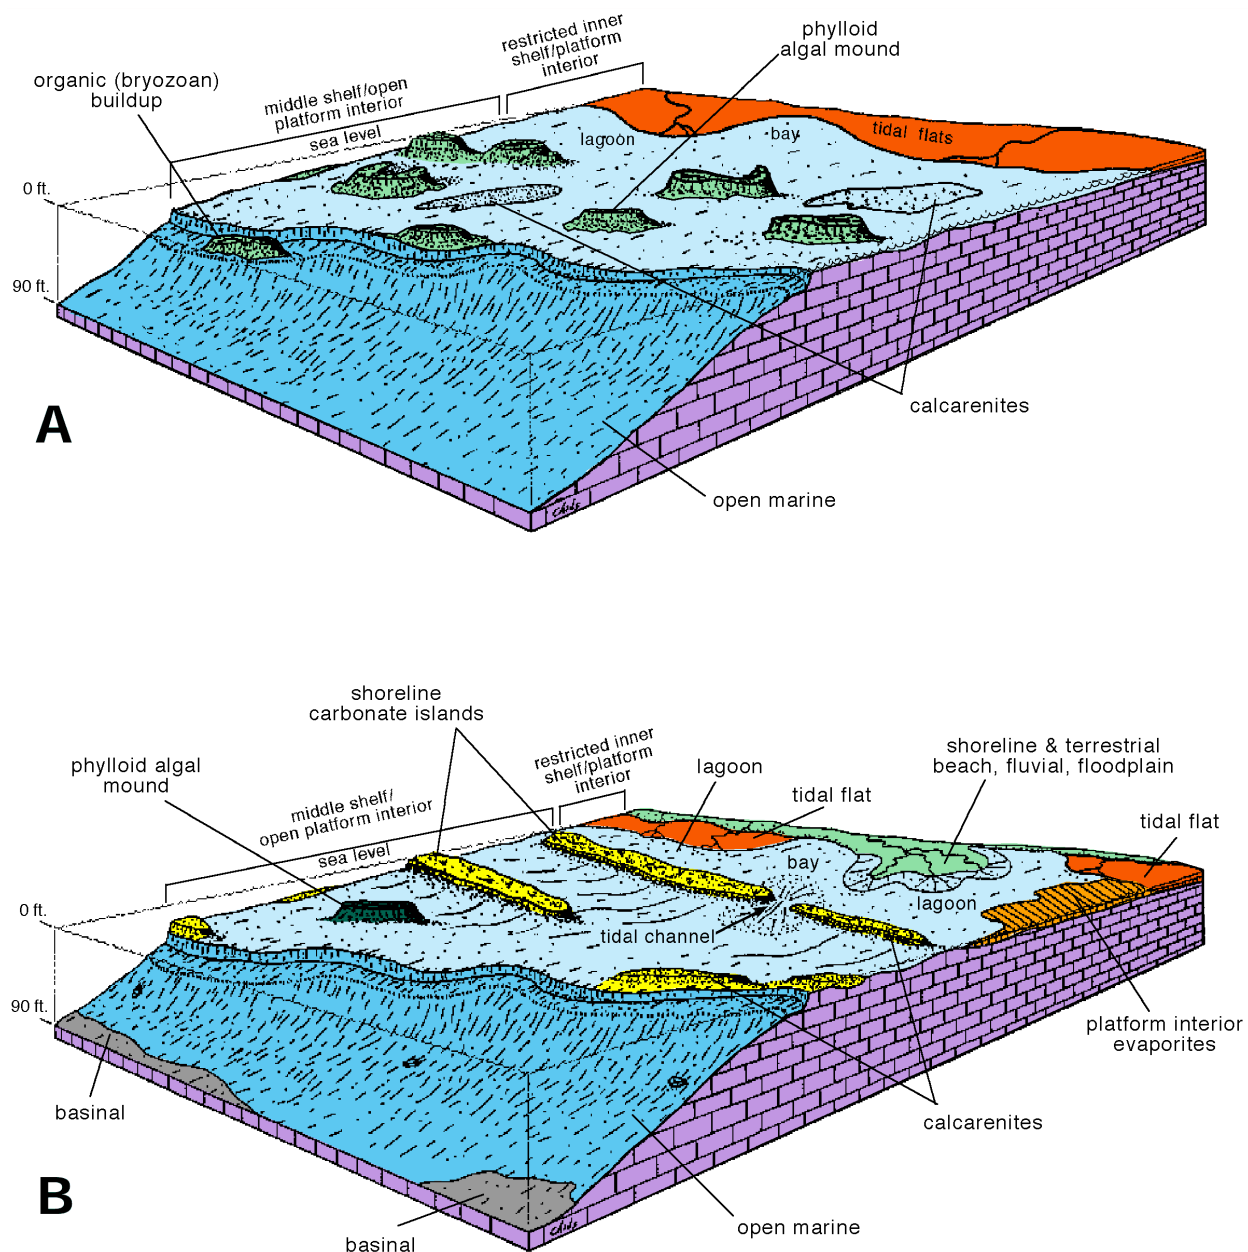 restricted inner
shelf/platform
interior
phylloid
algal mound
organic (bryozoan)
buildup
middle shelf/open
platform interior
sea level
lagoon
bay
tidal flats
0 ft.
90 ft.
calcarenites
A
open marine
shoreline
carbonate islands
restricted inner
shelf/platform
interior
shoreline & terrestrial
beach, fluvial, floodplain
phylloid algal
mound
lagoon
middle shelf/
open platform interior
tidal flat
tidal flat
sea level
bay
lagoon
0 ft.
tidal channel
90 ft.
platform interior
evaporites
basinal
calcarenites
B
open marine
basinal